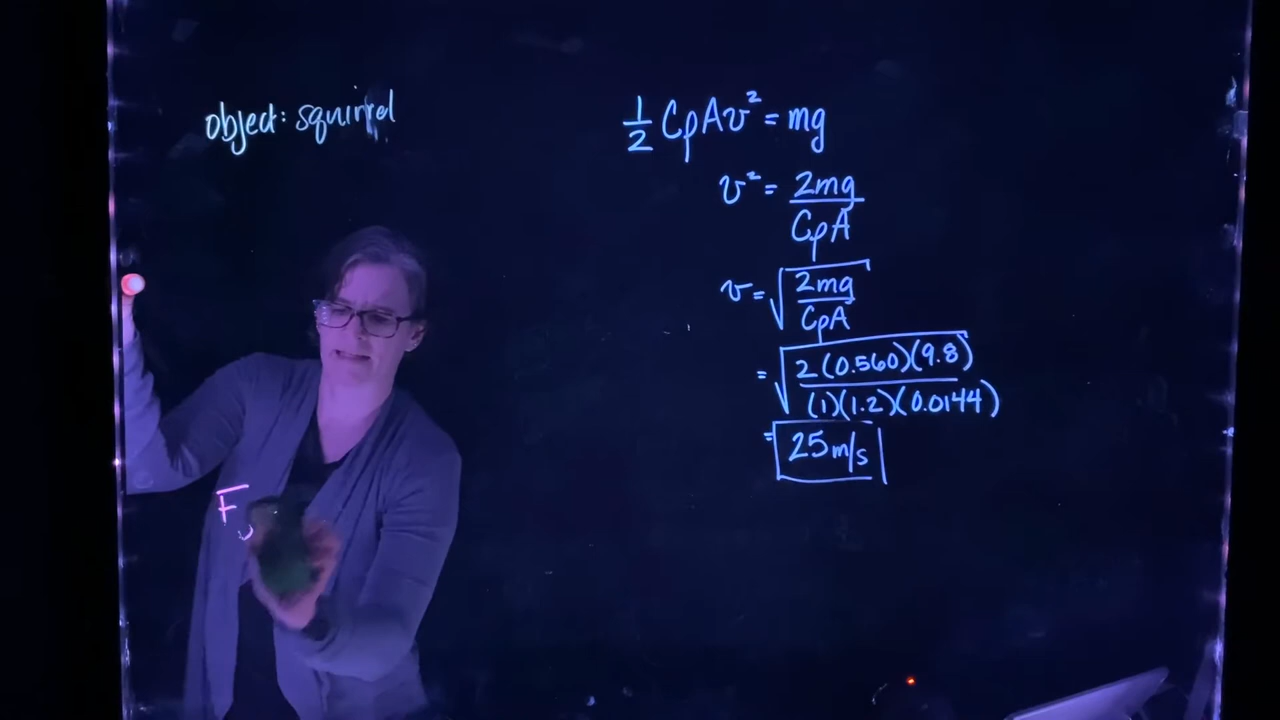 object: squirrel
½ CρAv² = mg
v² = 2mg / CρA
v = √(2mg / CρA)
= √(2(0.560)(9.8) / (1)(1.2)(0.0144))
= 25 m/s
F